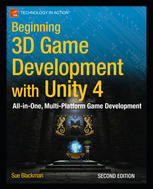 TECHNOLOGY IN ACTION™
Beginning
3D Game
Development
with Unity 4
All-in-One, Multi-Platform Game Development
Sue Blackman
SECOND EDITION
Apress®